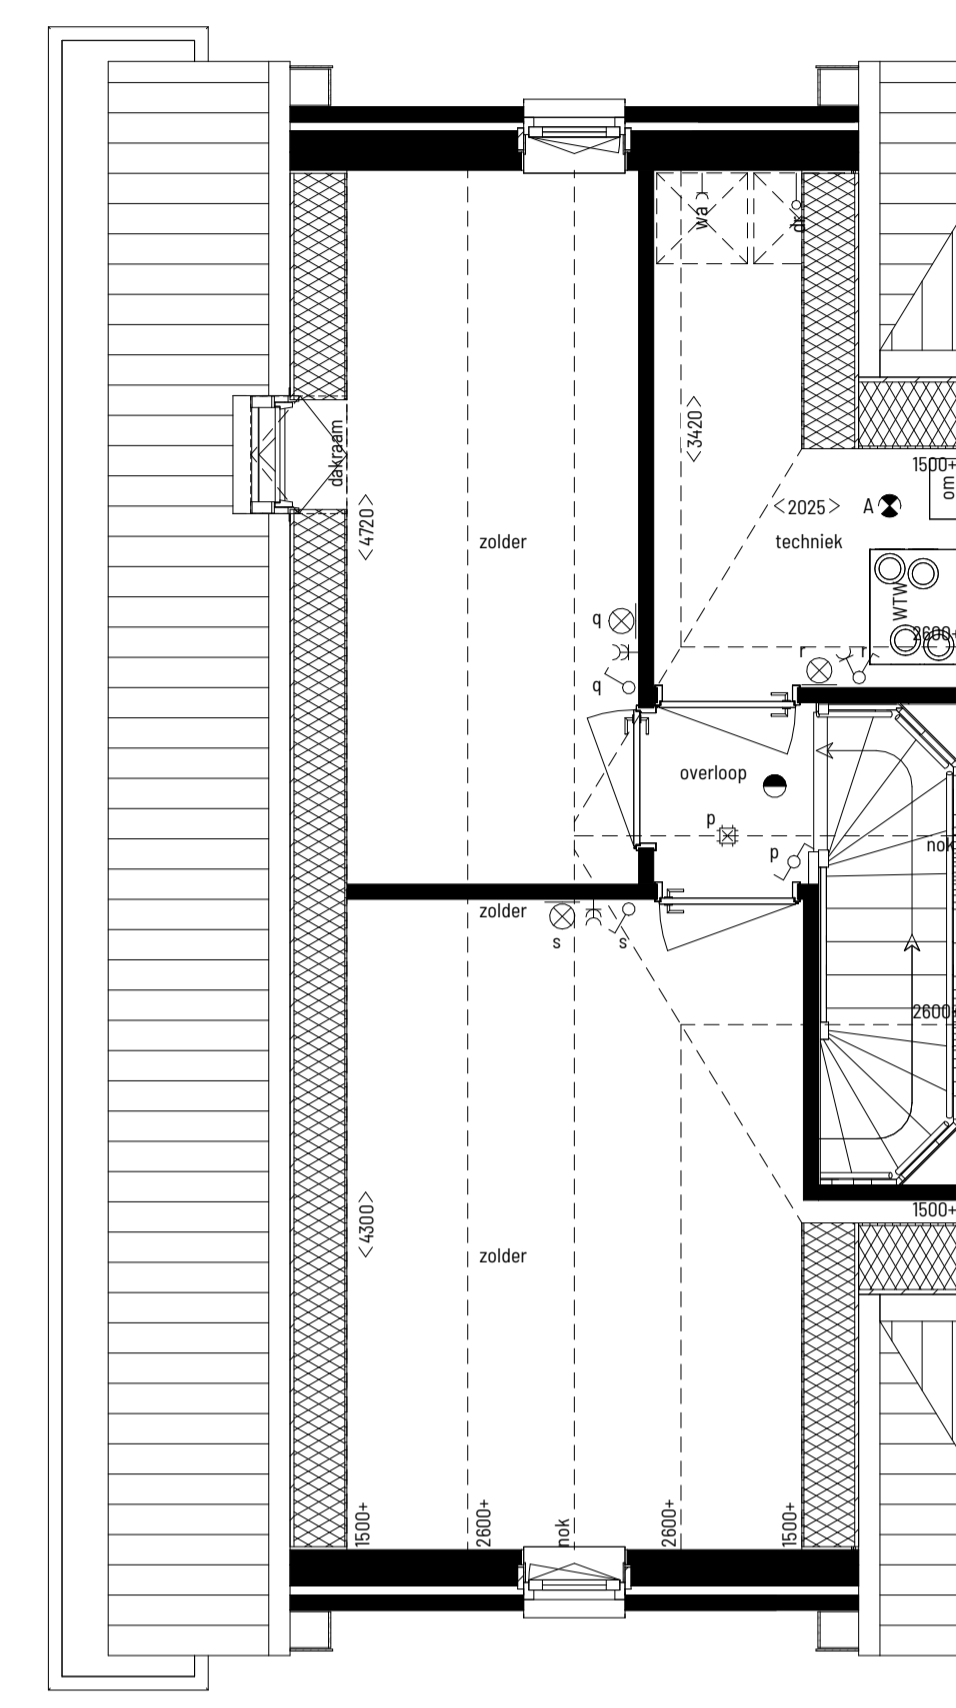 wa
dr
dakraam
<3420>
1500+
<2025>
A
om
<4720>
zolder
techniek
WTW
q
2600+
r
r
q
overloop
p
p
nok
zolder
s
s
2600+
<4300>
1500+
zolder
1500+
2600+
nok
2600+
1500+